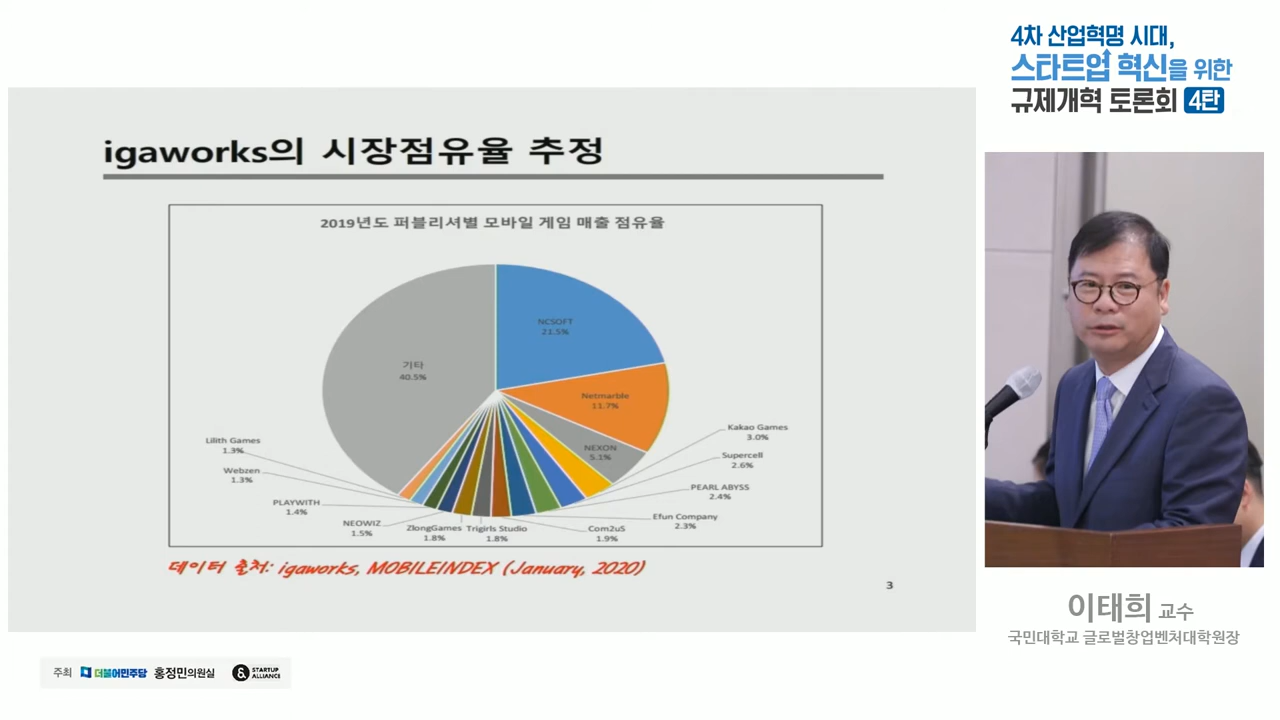 4차 산업혁명 시대,
스타트업 혁신을 위한
규제개혁 토론회 4탄
igaworks의 시장점유율 추정
2019년도 퍼블리셔별 모바일 게임 매출 점유율
NCSOFT
21.5%
Netmarble
11.7%
NEXON
5.1%
Kakao Games
3.0%
Supercell
2.6%
PEARL ABYSS
2.4%
Efun Company
2.3%
Com2uS
1.9%
Trigirls Studio
1.8%
ZlongGames
1.8%
NEOWIZ
1.5%
PLAYWITH
1.4%
Webzen
1.3%
Lilith Games
1.3%
기타
40.5%
데이터 출처: igaworks, MOBILEINDEX (January, 2020)
3
이태희 교수
국민대학교 글로벌창업벤처대학원장
주최 더불어민주당 홍정민의원실 STARTUP
ALLIANCE